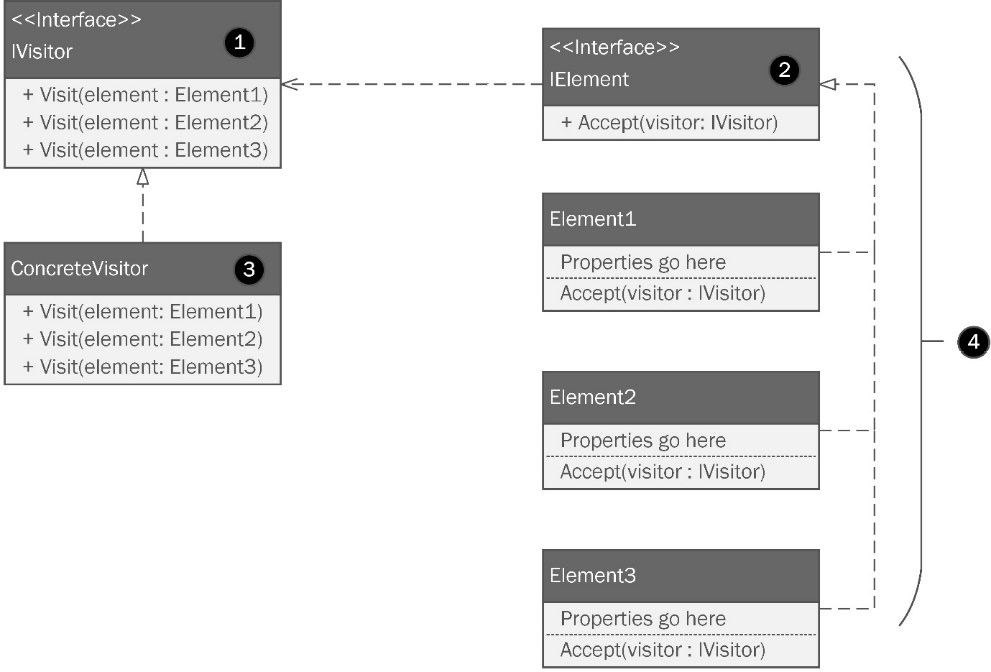 <<Interface>>
IVisitor
1
+ Visit(element : Element1)
+ Visit(element : Element2)
+ Visit(element : Element3)
ConcreteVisitor
3
+ Visit(element: Element1)
+ Visit(element: Element2)
+ Visit(element: Element3)
<<Interface>>
IElement
2
+ Accept(visitor: IVisitor)
Element1
Properties go here
Accept(visitor : IVisitor)
Element2
Properties go here
Accept(visitor : IVisitor)
Element3
Properties go here
Accept(visitor : IVisitor)
4